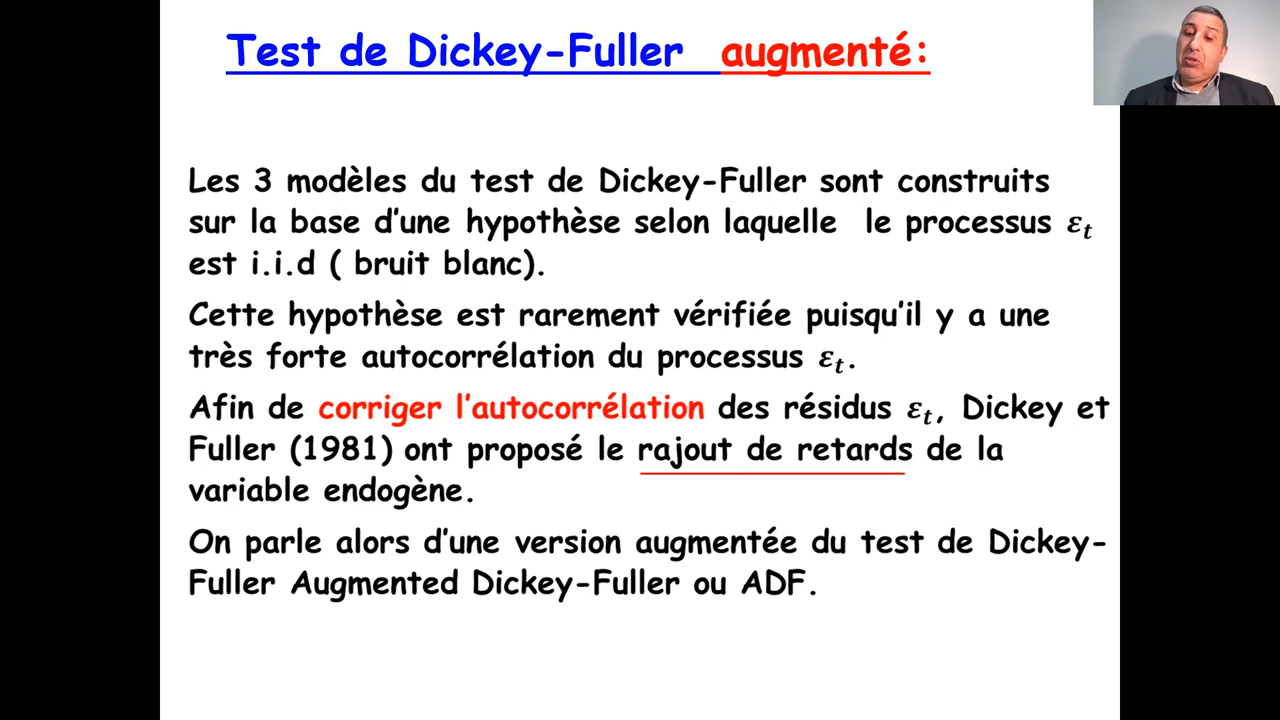 Test de Dickey-Fuller augmenté:
Les 3 modèles du test de Dickey-Fuller sont construits
sur la base d'une hypothèse selon laquelle le processus εt
est i.i.d ( bruit blanc).
Cette hypothèse est rarement vérifiée puisqu'il y a une
très forte autocorrélation du processus εt.
Afin de corriger l'autocorrélation des résidus εt, Dickey et
Fuller (1981) ont proposé le rajout de retards de la
variable endogène.
On parle alors d'une version augmentée du test de Dickey-
Fuller Augmented Dickey-Fuller ou ADF.